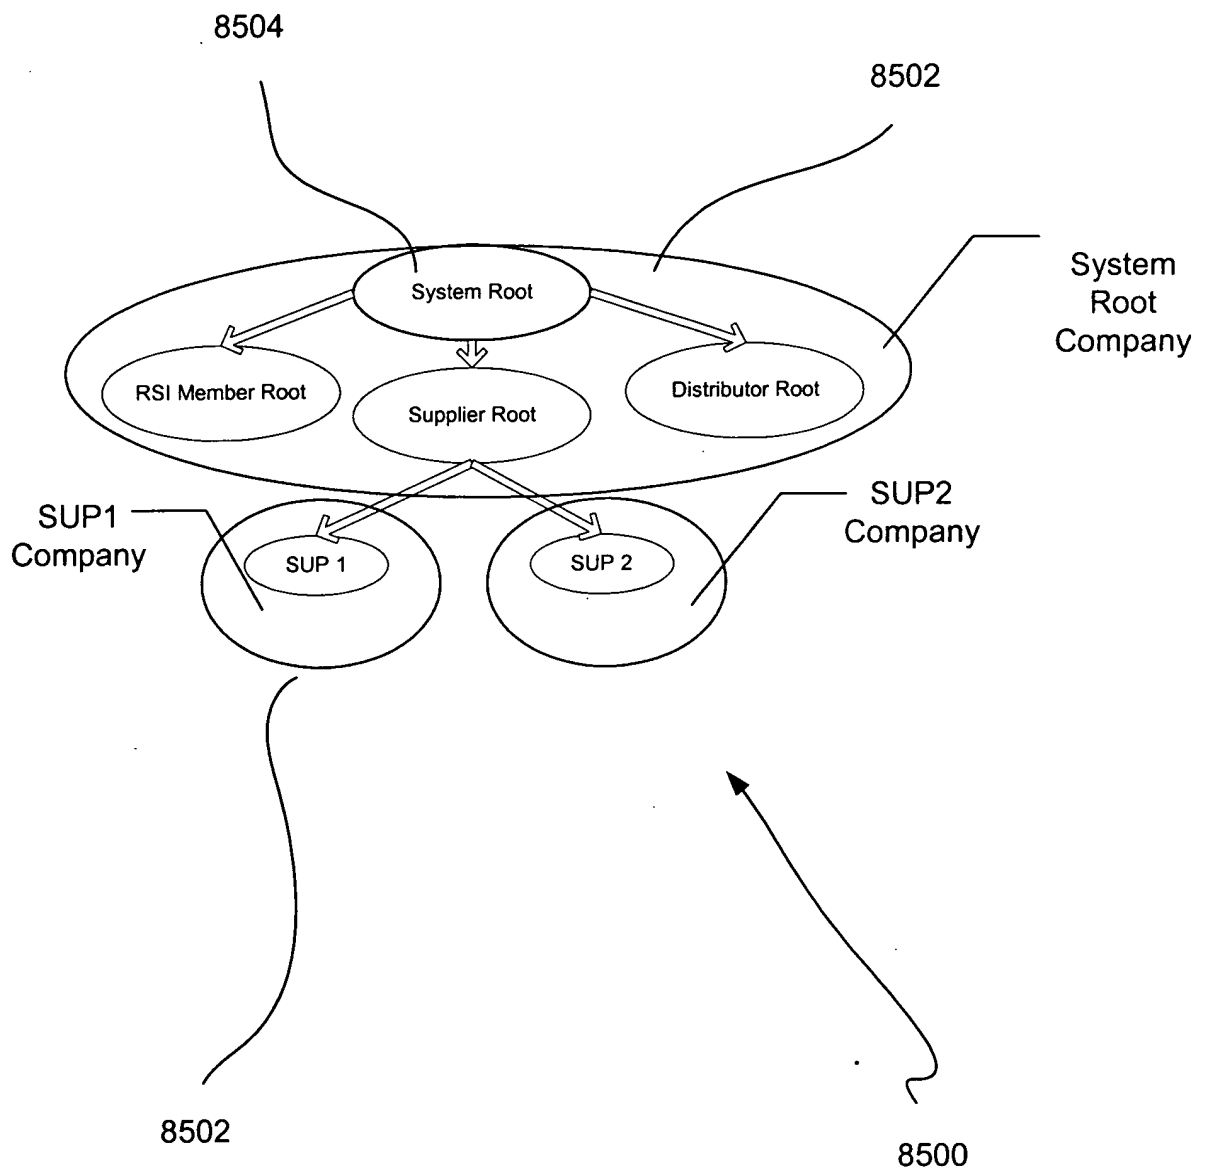 8504
8502
System Root
System
Root
Company
RSI Member Root
Supplier Root
Distributor Root
SUP1
Company
SUP2
Company
SUP 1
SUP 2
8502
8500